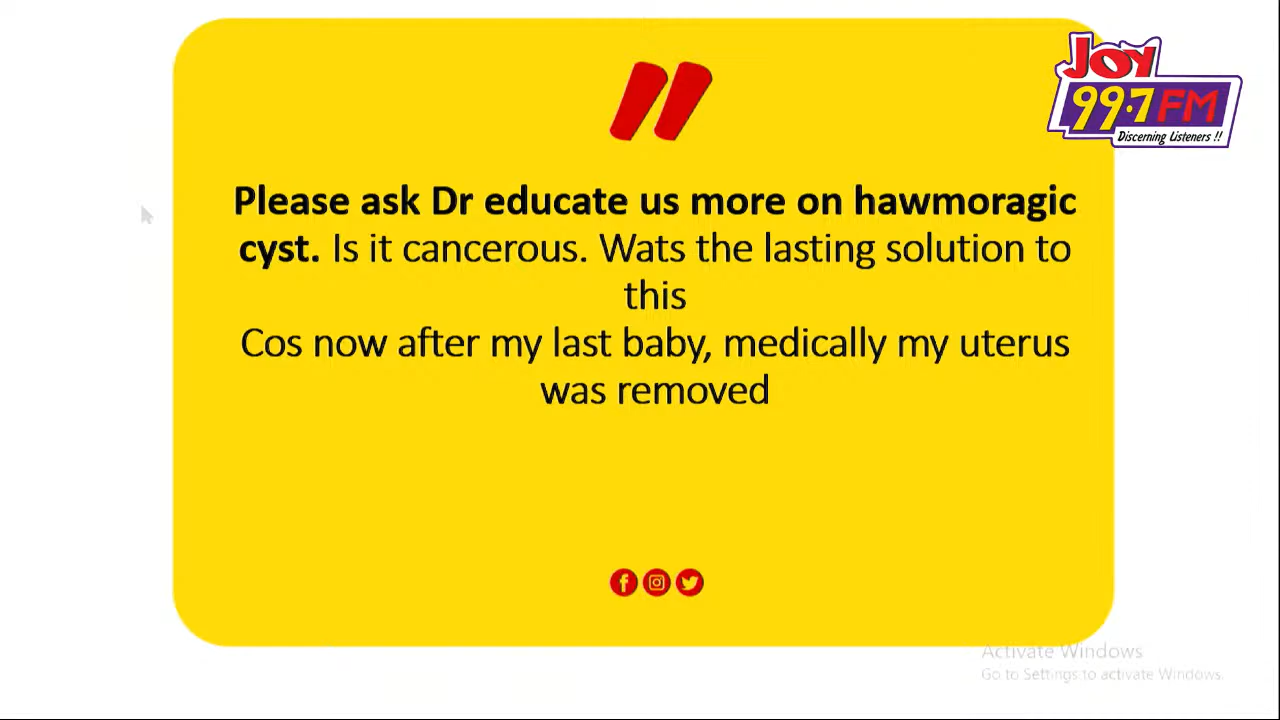 JOY
99.7 FM
Discerning Listeners !!
Please ask Dr educate us more on hawmoragic
cyst. Is it cancerous. Wats the lasting solution to
this
Cos now after my last baby, medically my uterus
was removed
Activate Windows
Go to Settings to activate Windows.